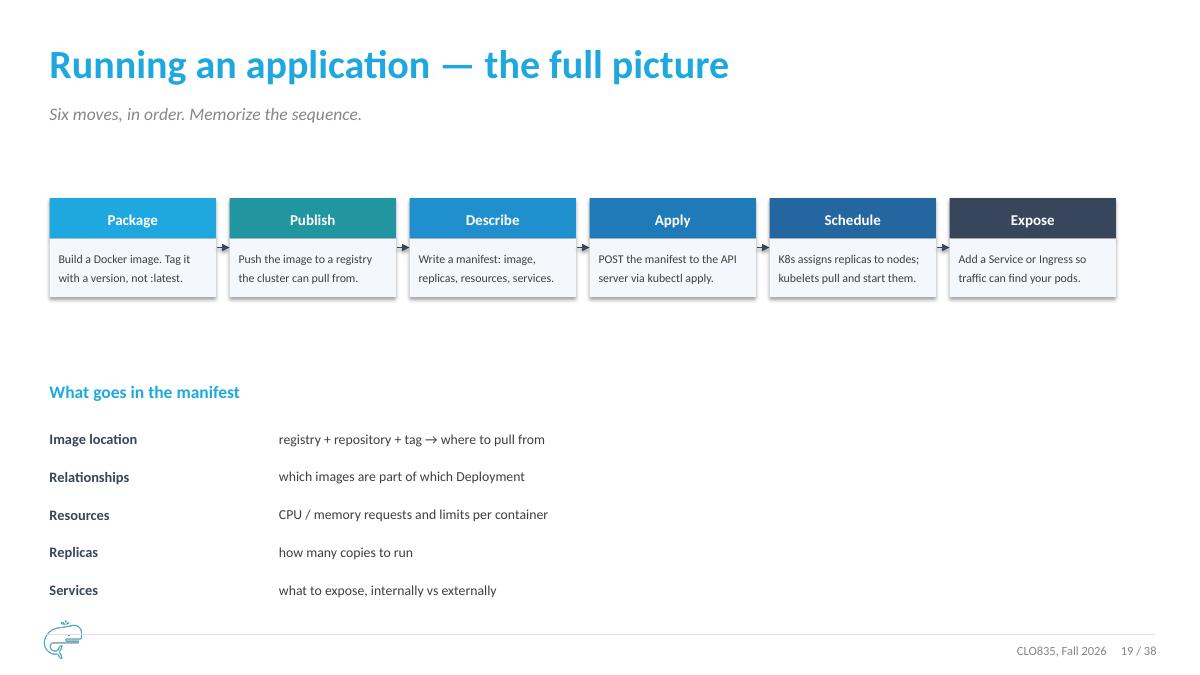 Running an application — the full picture
Six moves, in order. Memorize the sequence.
Package
Build a Docker image. Tag it
with a version, not :latest.
Publish
Push the image to a registry
the cluster can pull from.
Describe
Write a manifest: image,
replicas, resources, services.
Apply
POST the manifest to the API
server via kubectl apply.
Schedule
K8s assigns replicas to nodes;
kubelets pull and start them.
Expose
Add a Service or Ingress so
traffic can find your pods.
What goes in the manifest
Image location registry + repository + tag → where to pull from
Relationships which images are part of which Deployment
Resources CPU / memory requests and limits per container
Replicas how many copies to run
Services what to expose, internally vs externally
CLO835, Fall 2026 19 / 38